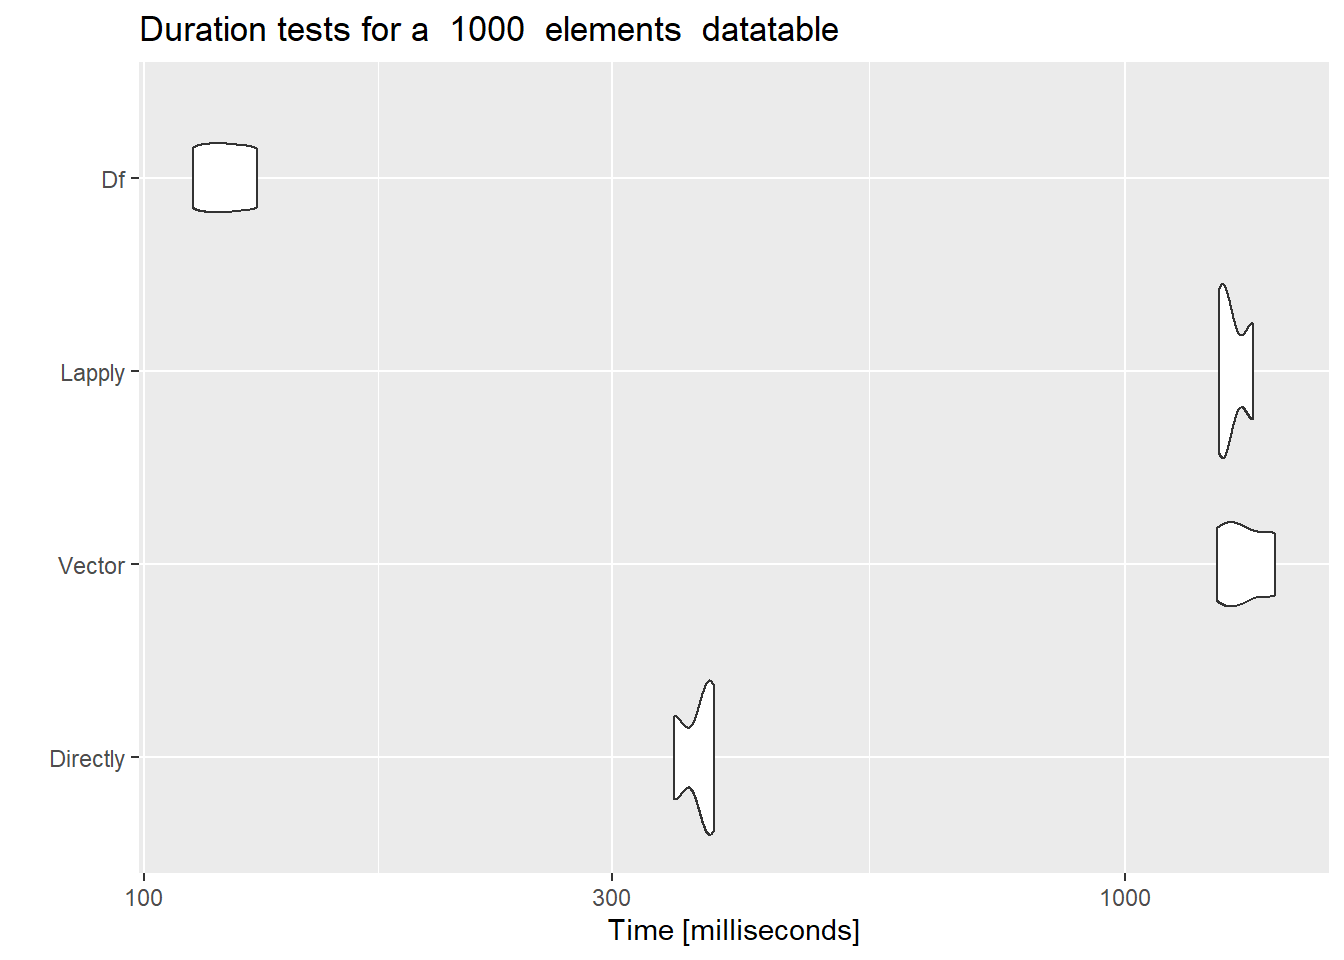 Duration tests for a  1000  elements  datatable
Df
Lapply
Vector
Directly
100 300 1000
Time [milliseconds]